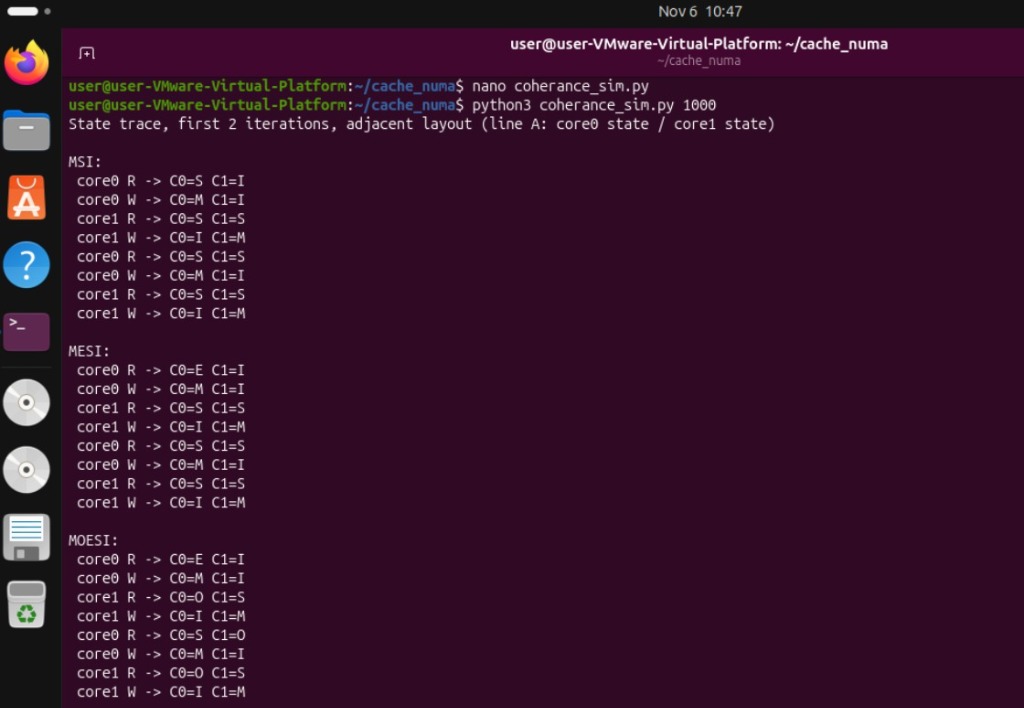 Nov 6 10:47
user@user-VMware-Virtual-Platform: ~/cache_numa
~/cache_numa
user@user-VMware-Virtual-Platform:~/cache_numa$ nano coherance_sim.py
user@user-VMware-Virtual-Platform:~/cache_numa$ python3 coherance_sim.py 1000
State trace, first 2 iterations, adjacent layout (line A: core0 state / core1 state)
MSI:
core0 R -> C0=S C1=I
core0 W -> C0=M C1=I
core1 R -> C0=S C1=S
core1 W -> C0=I C1=M
core0 R -> C0=S C1=S
core0 W -> C0=M C1=I
core1 R -> C0=S C1=S
core1 W -> C0=I C1=M
MESI:
core0 R -> C0=E C1=I
core0 W -> C0=M C1=I
core1 R -> C0=S C1=S
core1 W -> C0=I C1=M
core0 R -> C0=S C1=S
core0 W -> C0=M C1=I
core1 R -> C0=S C1=S
core1 W -> C0=I C1=M
MOESI:
core0 R -> C0=E C1=I
core0 W -> C0=M C1=I
core1 R -> C0=O C1=S
core1 W -> C0=I C1=M
core0 R -> C0=S C1=O
core0 W -> C0=M C1=I
core1 R -> C0=O C1=S
core1 W -> C0=I C1=M